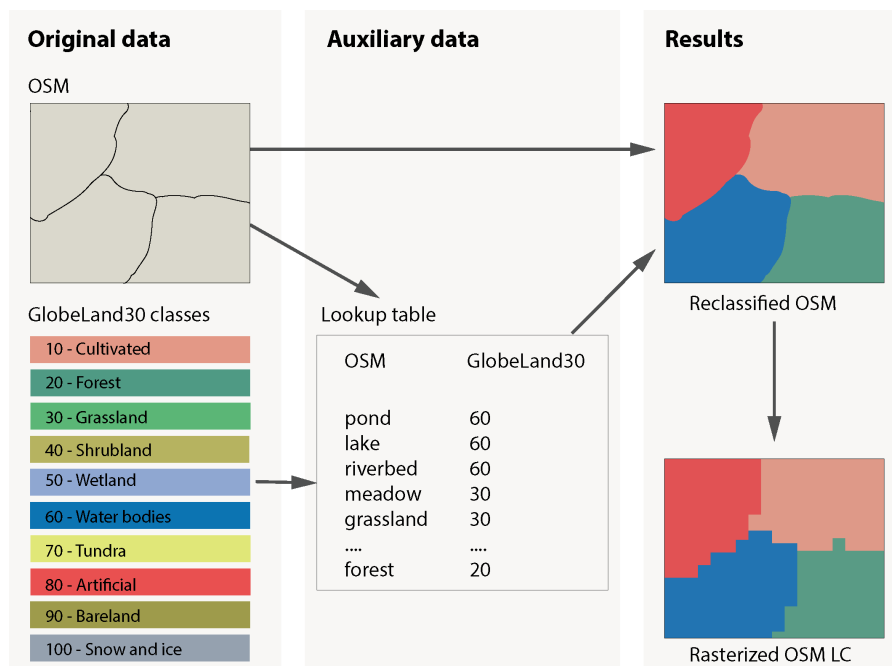 Original data
OSM
GlobeLand30 classes
10 - Cultivated
20 - Forest
30 - Grassland
40 - Shrubland
50 - Wetland
60 - Water bodies
70 - Tundra
80 - Artificial
90 - Bareland
100 - Snow and ice
Auxiliary data
Lookup table
OSM GlobeLand30
pond 60
lake 60
riverbed 60
meadow 30
grassland 30
.... ....
forest 20
Results
Reclassified OSM
Rasterized OSM LC